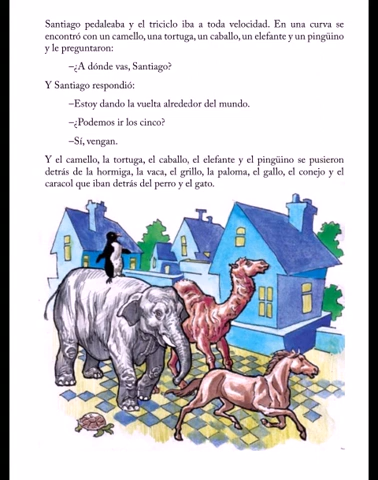 Santiago pedaleaba y el triciclo iba a toda velocidad. En una curva se
encontró con un camello, una tortuga, un caballo, un elefante y un pingüino
y le preguntaron:
–¿A dónde vas, Santiago?
Y Santiago respondió:
–Estoy dando la vuelta alrededor del mundo.
–¿Podemos ir los cinco?
–Sí, vengan.
Y el camello, la tortuga, el caballo, el elefante y el pingüino se pusieron
detrás de la hormiga, la vaca, el grillo, la paloma, el gallo, el conejo y el
caracol que iban detrás del perro y el gato.